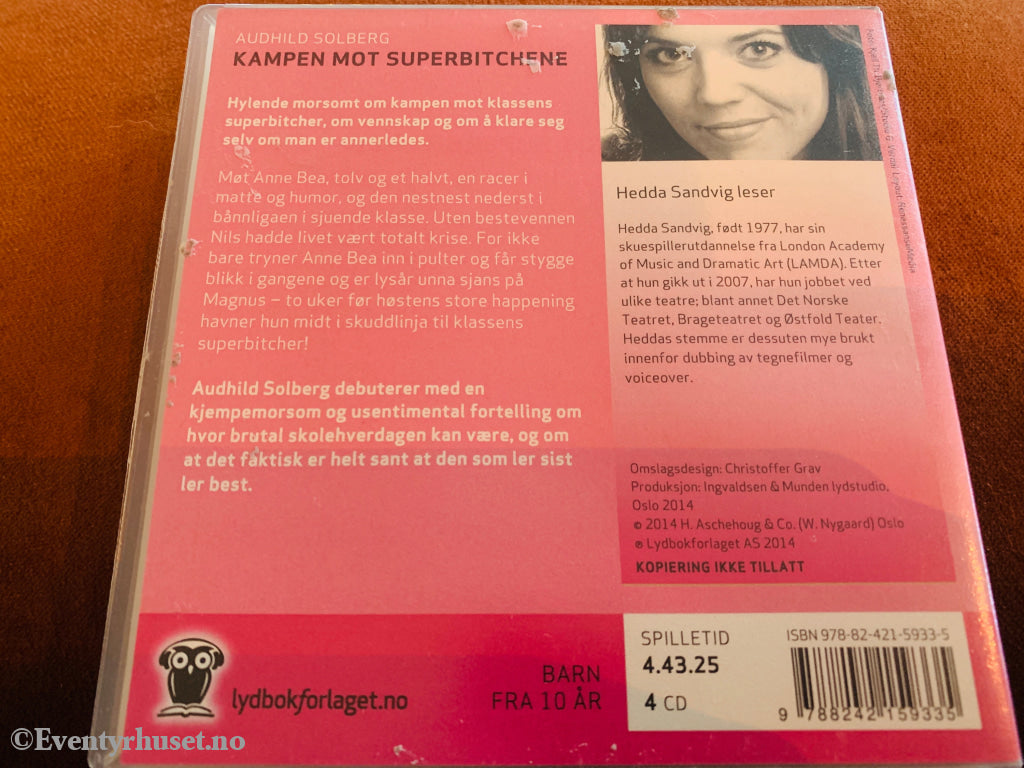 AUDHILD SOLBERG
KAMPEN MOT SUPERBITCHENE
Hylende morsomt om kampen mot klassens
superbitcher, om vennskap og om å klare seg
selv om man er annerledes.
Møt Anne Bea, tolv og et halvt, en racer i
matte og humor, og den nestnest nederst i
bånnligaen i sjuende klasse. Uten bestevennen
Nils hadde livet vært totalt krise. For ikke
bare tryner Anne Bea inn i pulter og får stygge
blikk i gangene og er lysår unna sjans på
Magnus – to uker før høstens store happening
havner hun midt i skuddlinja til klassens
superbitcher!
Audhild Solberg debuterer med en
kjempemorsom og usentimental fortelling om
hvor brutal skolehverdagen kan være, og om
at det faktisk er helt sant at den som ler sist
ler best.
Hedda Sandvig leser
Hedda Sandvig, født 1977, har sin
skuespillerutdannelse fra London Academy
of Music and Dramatic Art (LAMDA). Etter
at hun gikk ut i 2007, har hun jobbet ved
ulike teatre; blant annet Det Norske
Teatret, Brageteatret og Østfold Teater.
Heddas stemme er dessuten mye brukt
innenfor dubbing av tegnefilmer og
voiceover.
Omslagsdesign: Christoffer Grav
Produksjon: Ingvaldsen & Munden lydstudio,
Oslo 2014
© 2014 H. Aschehoug & Co. (W. Nygaard) Oslo
℗ Lydbokforlaget AS 2014
KOPIERING IKKE TILLATT
lydbokforlaget.no
BARN
FRA 10 ÅR
SPILLETID
4.43.25
4 CD
ISBN 978-82-421-5933-5
9 788242 159335
©Eventyrhuset.no